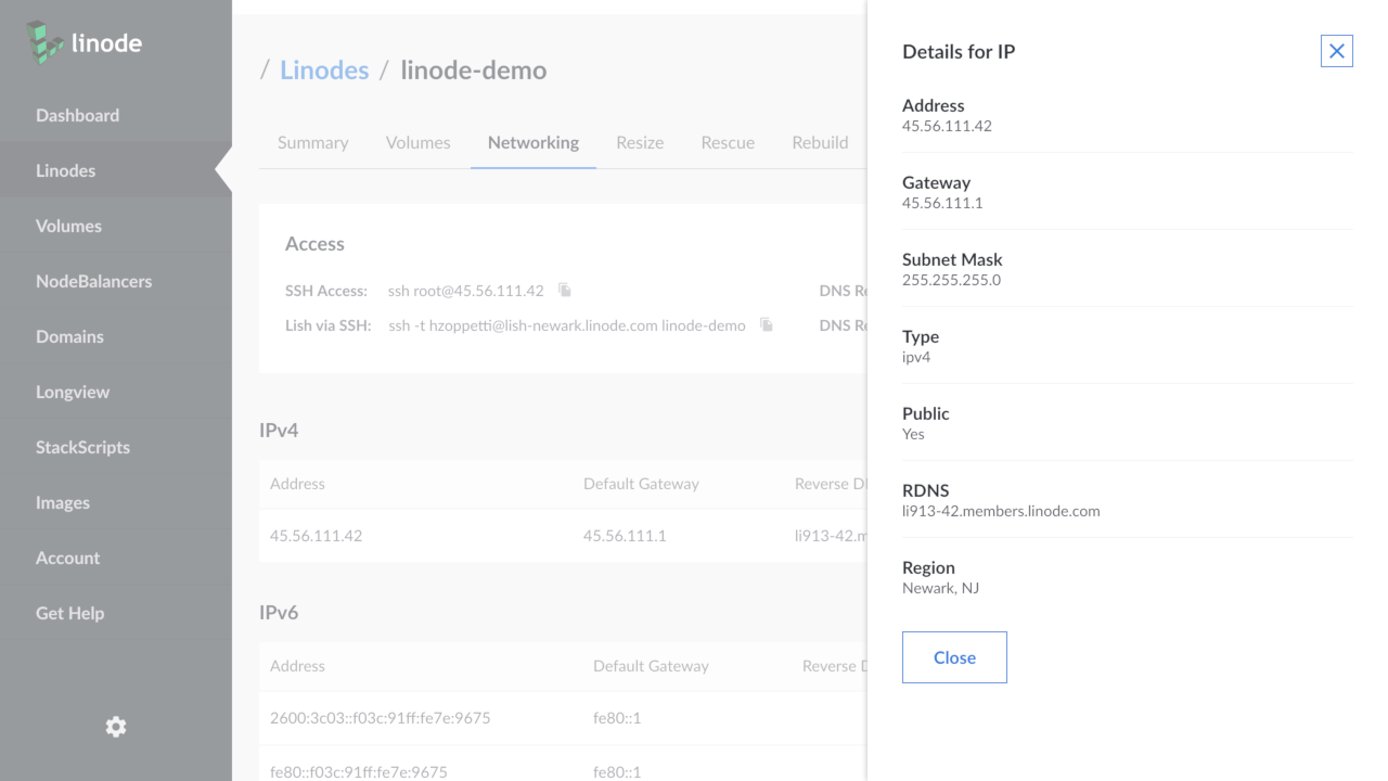 linode
Dashboard
Linodes
Volumes
NodeBalancers
Domains
Longview
StackScripts
Images
Account
Get Help
/ Linodes / linode-demo
Summary Volumes Networking Resize Rescue Rebuild
Access
SSH Access: ssh root@45.56.111.42 DNS Re
Lish via SSH: ssh -t hzoppetti@lish-newark.linode.com linode-demo DNS Re
IPv4
Address Default Gateway Reverse D
45.56.111.42 45.56.111.1 li913-42.m
IPv6
Address Default Gateway Reverse D
2600:3c03::f03c:91ff:fe7e:9675 fe80::1
fe80::f03c:91ff:fe7e:9675 fe80::1
Details for IP
Address
45.56.111.42
Gateway
45.56.111.1
Subnet Mask
255.255.255.0
Type
ipv4
Public
Yes
RDNS
li913-42.members.linode.com
Region
Newark, NJ
Close